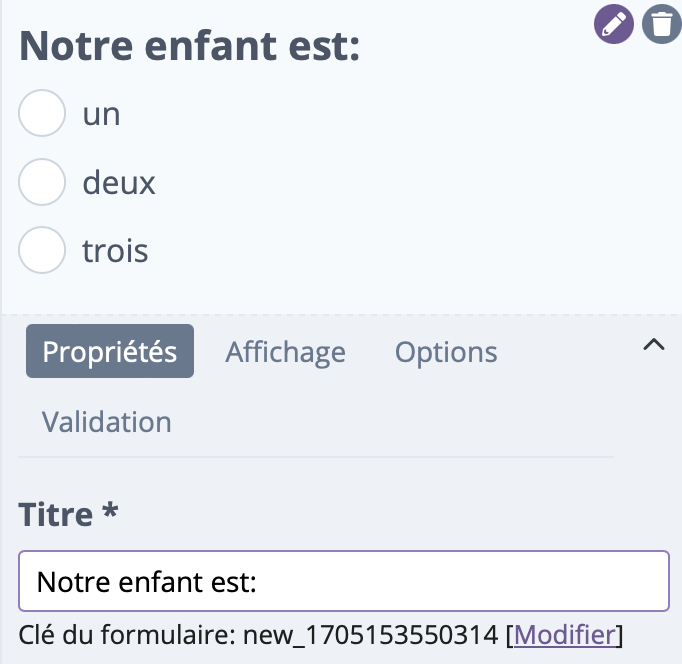 Notre enfant est:
un
deux
trois
Propriétés Affichage Options
Validation
Titre *
Notre enfant est:
Clé du formulaire: new_1705153550314 [Modifier]